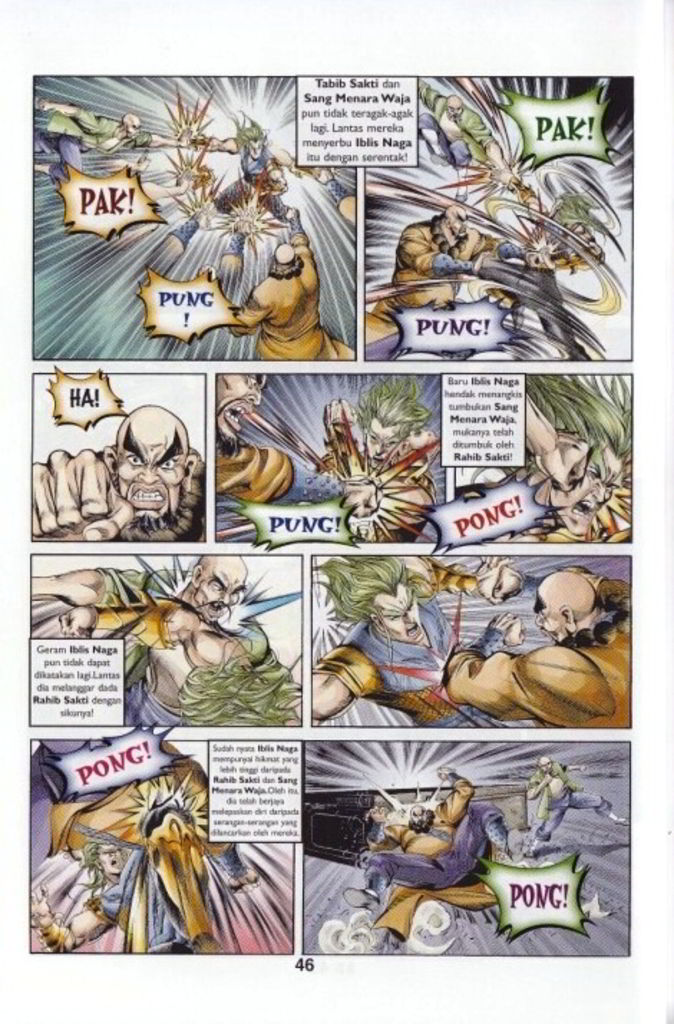 Tabib Sakti dan
Sang Menara Waja
pun tidak teragak-agak
lagi. Lantas mereka
menyerbu Iblis Naga
itu dengan serentak!
PAK!
PAK!
PUNG
!
PUNG!
HA!
Baru Iblis Naga
hendak menangkis
tumbukan Sang
Menara Waja,
mukanya telah
ditumbuk oleh
Rahib Sakti!
PUNG!
PONG!
Geram Iblis Naga
pun tidak dapat
dikatakan lagi.Lantas
dia melanggar dada
Rahib Sakti dengan
sikunya!
PONG!
Sudah nyata Iblis Naga
mempunyai hikmat yang
lebih tinggi daripada
Rahib Sakti dan Sang
Menara Waja.Oleh itu,
dia telah berjaya
melepaskan diri daripada
serangan-serangan yang
dilancarkan oleh mereka.
PONG!
46